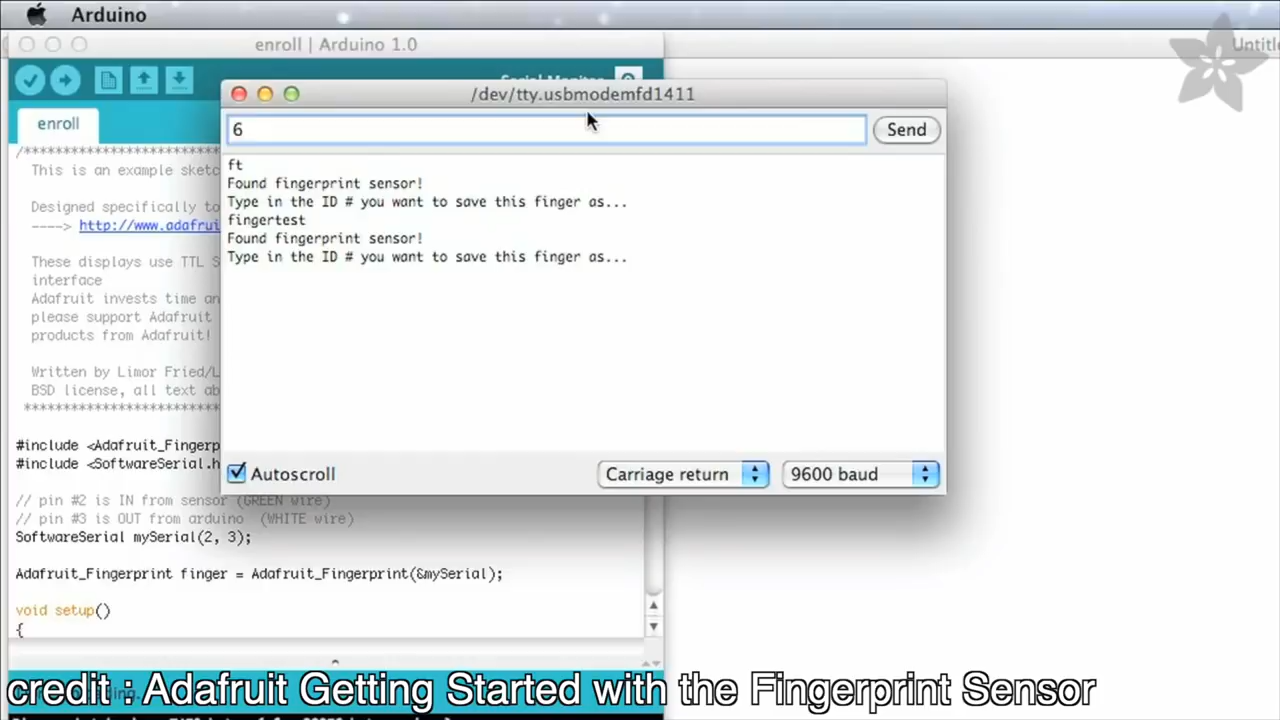 Arduino
enroll | Arduino 1.0
Untitl
Serial Monitor
/dev/tty.usbmodemfd1411
enroll
6
Send
ft
Found fingerprint sensor!
Type in the ID # you want to save this finger as...
fingertest
Found fingerprint sensor!
Type in the ID # you want to save this finger as...
Autoscroll
Carriage return
9600 baud
/***************************
This is an example sketc
Designed specifically to
----> http://www.adafrui
These displays use TTL S
interface
Adafruit invests time an
please support Adafruit
products from Adafruit!
Written by Limor Fried/L
BSD license, all text ab
**************************
#include <Adafruit_Fingerp
#include <SoftwareSerial.h
// pin #2 is IN from sensor (GREEN wire)
// pin #3 is OUT from arduino  (WHITE wire)
SoftwareSerial mySerial(2, 3);
Adafruit_Fingerprint finger = Adafruit_Fingerprint(&mySerial);
void setup()
{
credit : Adafruit Getting Started with the Fingerprint Sensor